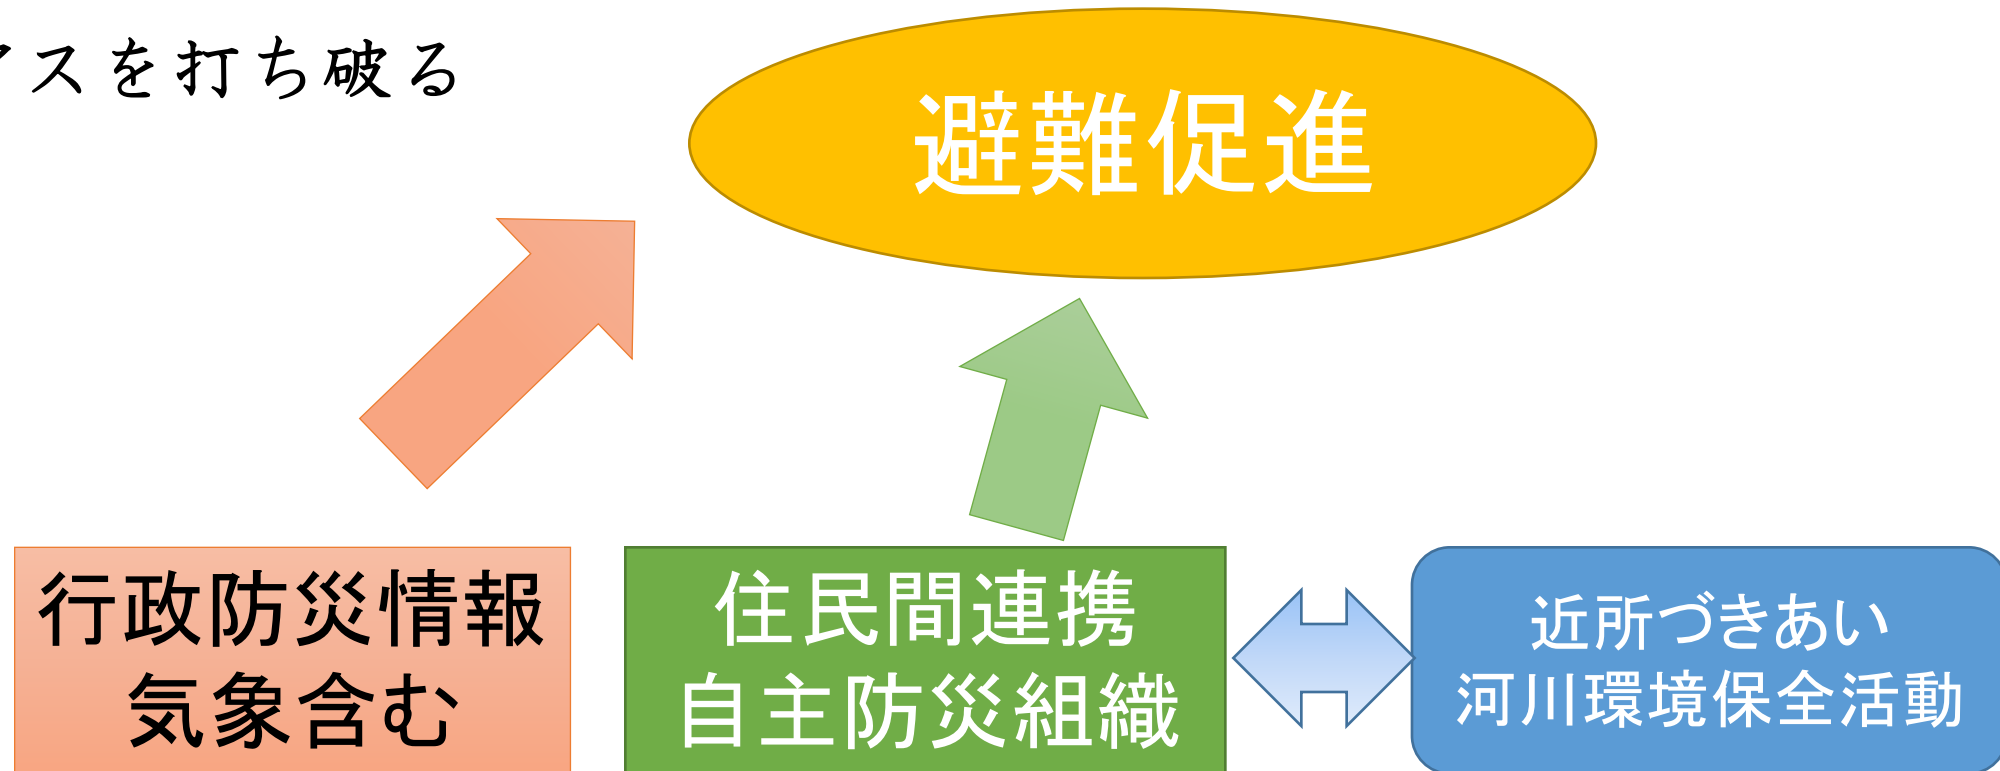 スを打ち破る
避難促進
行政防災情報
気象含む
住民間連携
自主防災組織
近所づきあい
河川環境保全活動